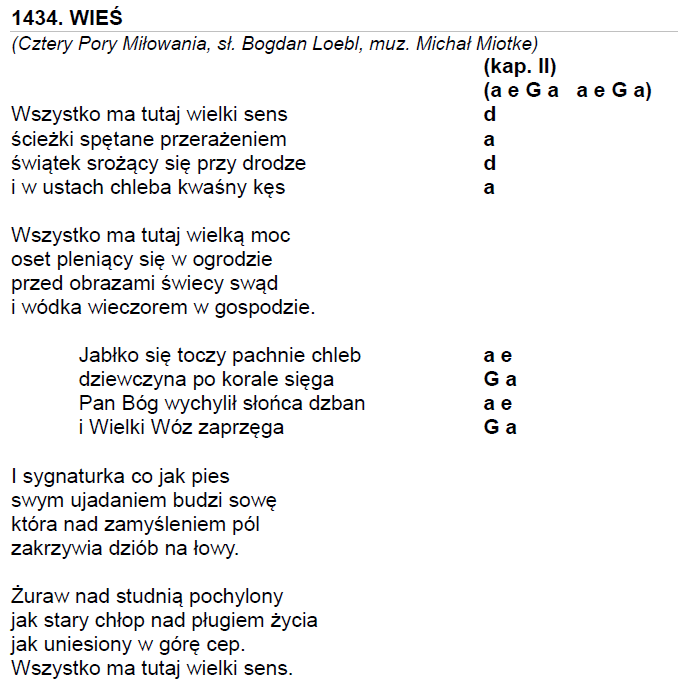 1434. WIEŚ
(Cztery Pory Miłowania, sł. Bogdan Loebl, muz. Michał Miotke)
(kap. II)
(a e G a   a e G a)
Wszystko ma tutaj wielki sens d
ścieżki spętane przerażeniem a
świątek srożący się przy drodze d
i w ustach chleba kwaśny kęs a
Wszystko ma tutaj wielką moc
oset pleniący się w ogrodzie
przed obrazami świecy swąd
i wódka wieczorem w gospodzie.
Jabłko się toczy pachnie chleb a e
dziewczyna po korale sięga G a
Pan Bóg wychylił słońca dzban a e
i Wielki Wóz zaprzęga G a
I sygnaturka co jak pies
swym ujadaniem budzi sowę
która nad zamyśleniem pól
zakrzywia dziób na łowy.
Żuraw nad studnią pochylony
jak stary chłop nad pługiem życia
jak uniesiony w górę cep.
Wszystko ma tutaj wielki sens.